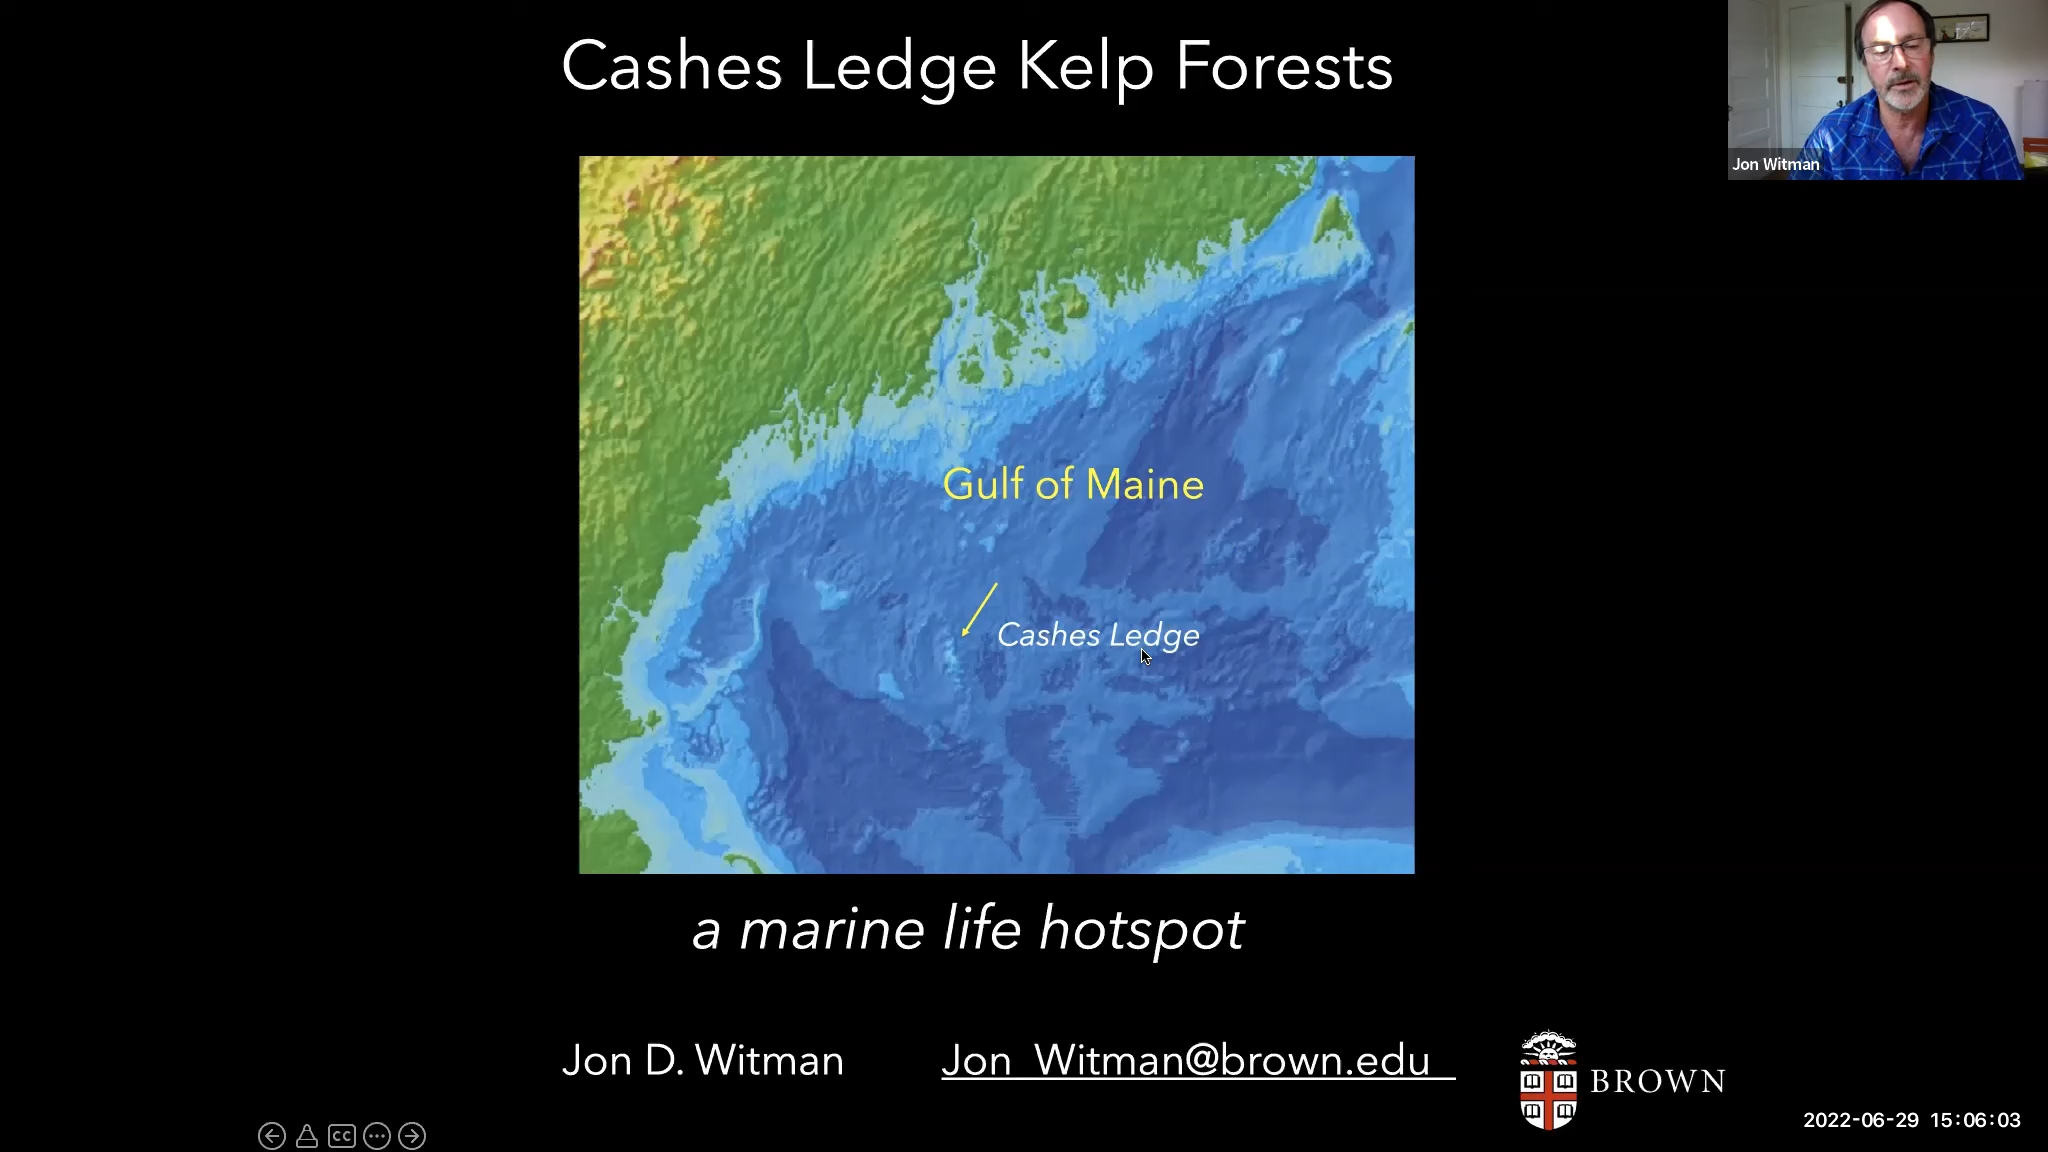 Cashes Ledge Kelp Forests
Jon Witman
Gulf of Maine
Cashes Ledge
a marine life hotspot
Jon D. Witman
Jon_Witman@brown.edu
BROWN
CC
2022-06-29 15:06:03